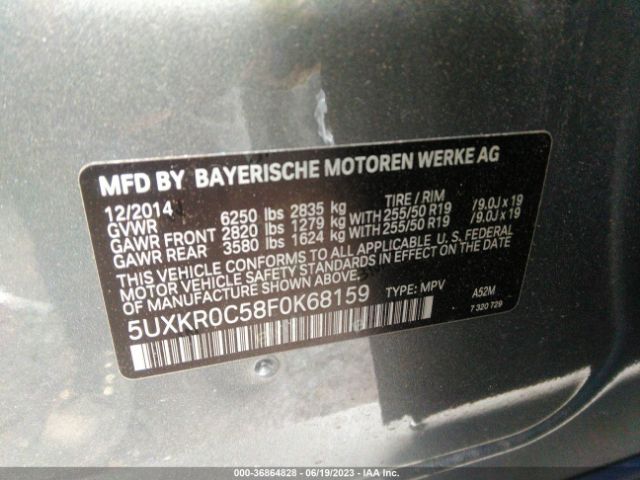 MFD BY BAYERISCHE MOTOREN WERKE AG
12/2014 TIRE / RIM
GVWR 6250 lbs 2835 kg
GAWR FRONT 2820 lbs 1279 kg WITH 255/50 R19 /9.0J x 19
GAWR REAR 3580 lbs 1624 kg WITH 255/50 R19 /9.0J x 19
THIS VEHICLE CONFORMS TO ALL APPLICABLE U. S. FEDERAL
MOTOR VEHICLE SAFETY STANDARDS IN EFFECT ON THE DATE
OF MANUFACTURE SHOWN ABOVE.
5UXKR0C58F0K68159 TYPE: MPV A52M
7 320 729
000-36864828 - 06/19/2023 - IAA Inc.